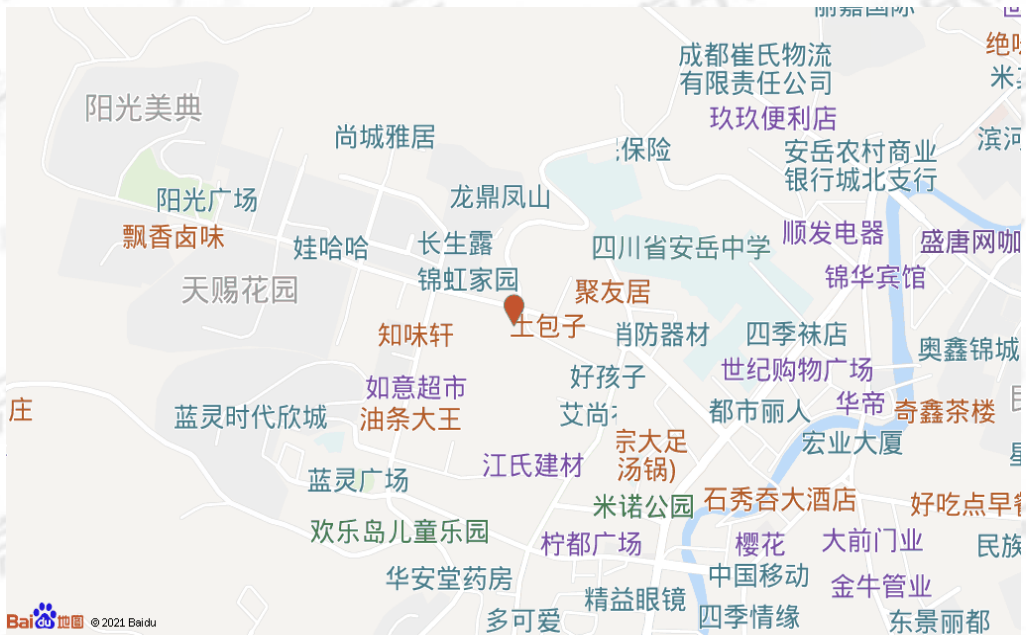 丽嘉国际
成都崔氏物流
有限责任公司
阳光美典
玖玖便利店
尚城雅居
保险
安岳农村商业
银行城北支行
阳光广场
龙鼎凤山
飘香卤味
娃哈哈
长生露
四川省安岳中学
顺发电器
盛唐网咖
锦虹家园
天赐花园
聚友居
锦华宾馆
土包子
知味轩
消防器材
四季袜店
奥鑫锦城
世纪购物广场
好孩子
如意超市
庄
蓝灵时代欣城
油条大王
艾尚
都市丽人
华帝
奇鑫茶楼
宗大足
汤锅)
宏业大厦
江氏建材
蓝灵广场
米诺公园
石秀吞大酒店
好吃点早餐
欢乐岛儿童乐园
柠都广场
樱花
大前门业
民族
华安堂药房
中国移动
金牛管业
精益眼镜
多可爱
四季情缘
东景丽都
Baidu地图 © 2021 Baidu